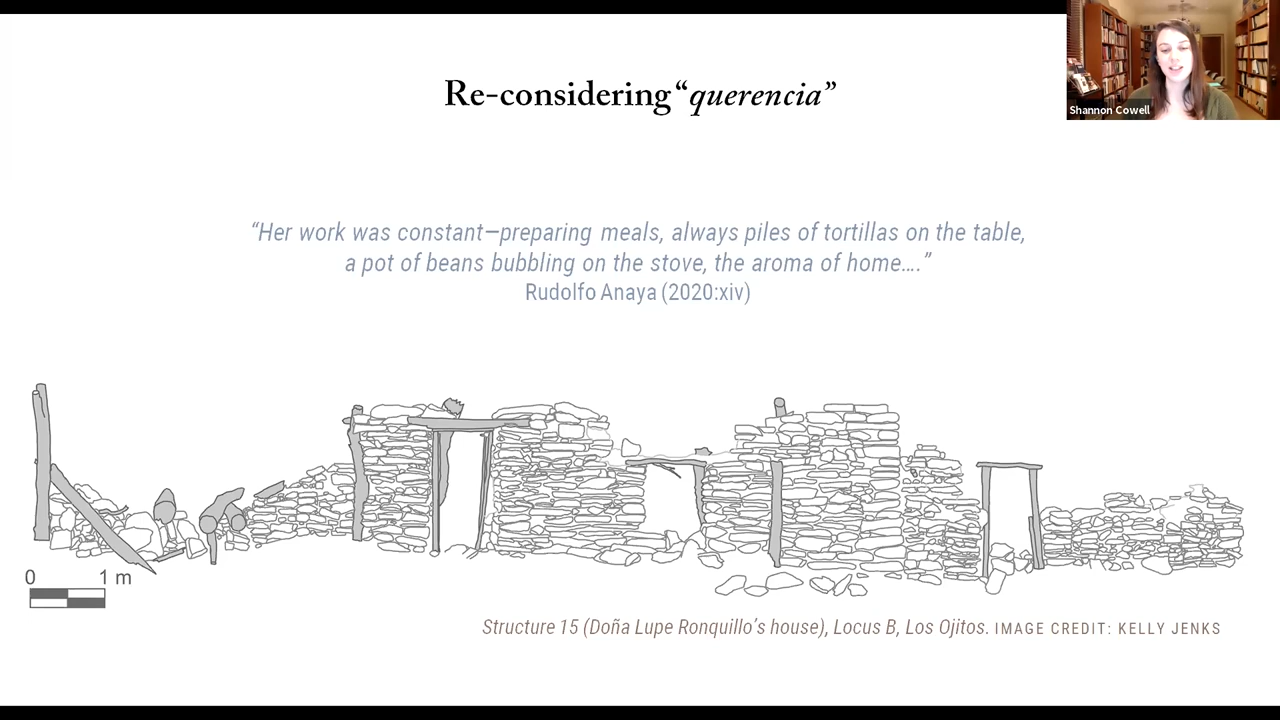 Shannon Cowell
Re-considering “querencia”
“Her work was constant—preparing meals, always piles of tortillas on the table,
a pot of beans bubbling on the stove, the aroma of home….”
Rudolfo Anaya (2020:xiv)
0 1 m
Structure 15 (Doña Lupe Ronquillo’s house), Locus B, Los Ojitos. IMAGE CREDIT: KELLY JENKS